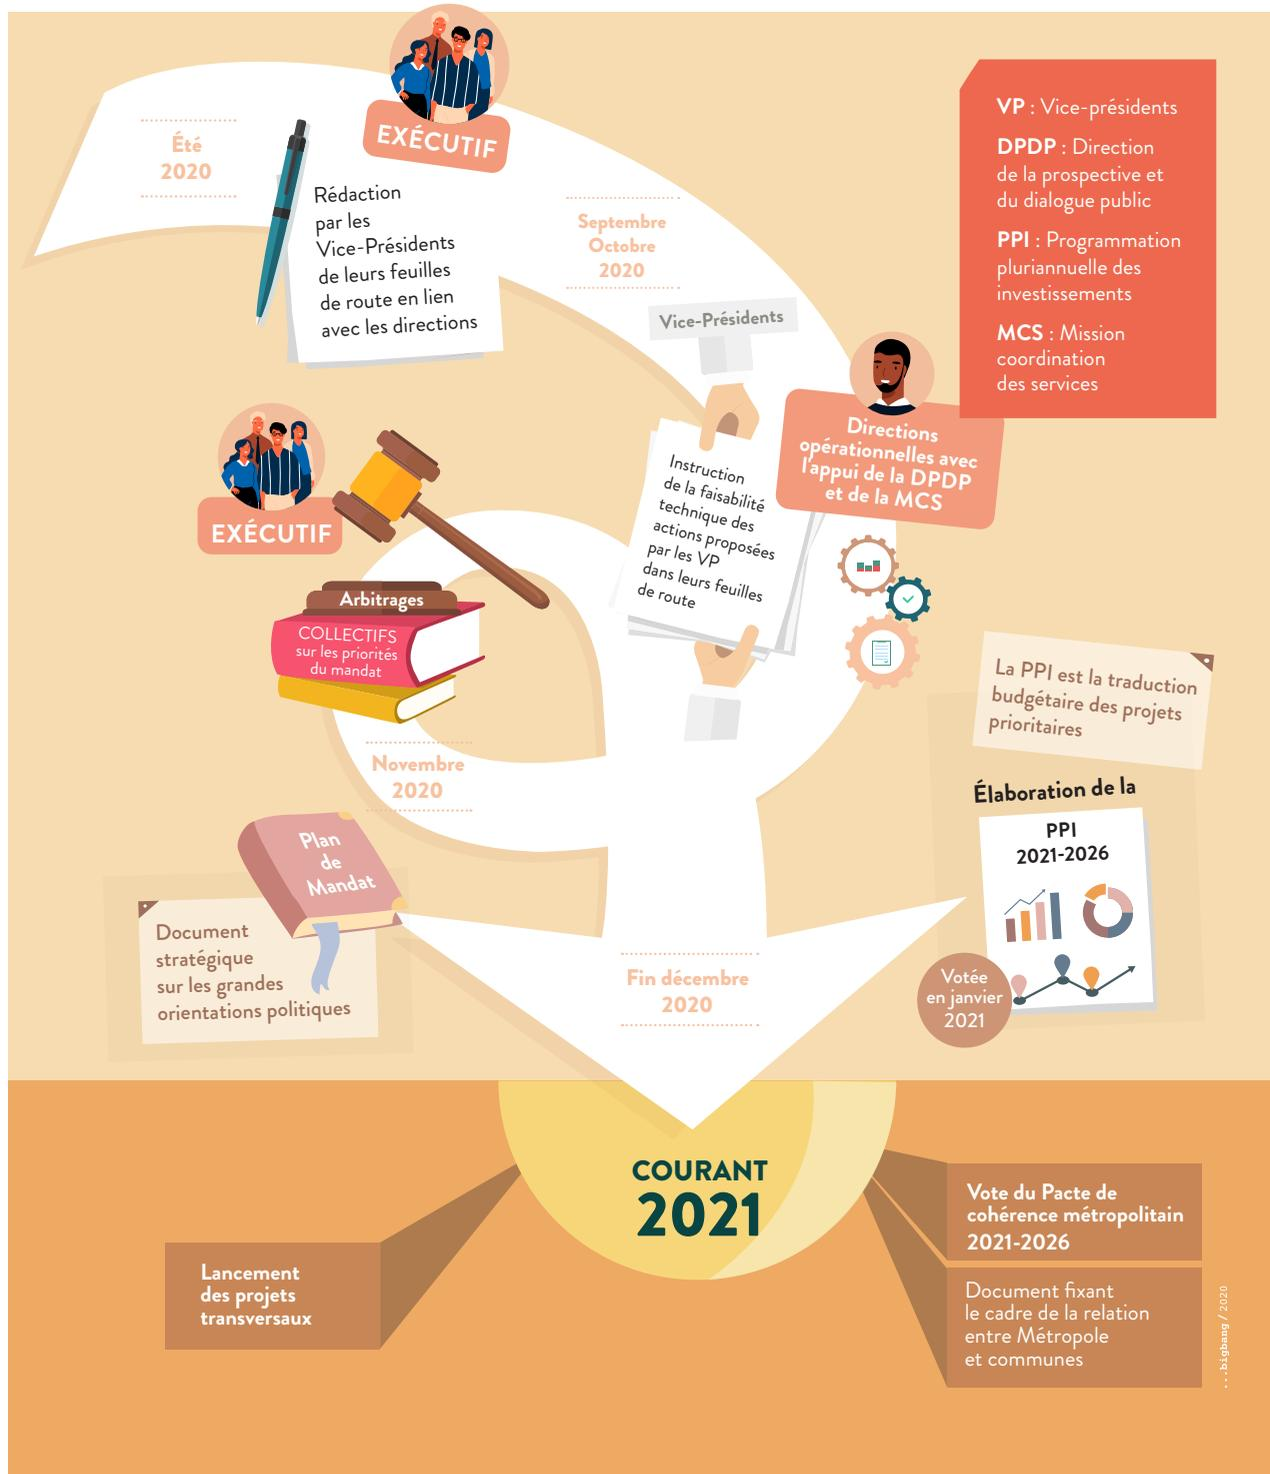 EXÉCUTIF
Été
2020
Rédaction
par les
Vice-Présidents
de leurs feuilles
de route en lien
avec les directions
Septembre
Octobre
2020
VP : Vice-présidents
DPDP : Direction
de la prospective et
du dialogue public
PPI : Programmation
pluriannuelle des
investissements
MCS : Mission
coordination
des services
Vice-Présidents
Directions
opérationnelles avec
l'appui de la DPDP
et de la MCS
Instruction
de la faisabilité
technique des
actions proposées
par les VP
dans leurs feuilles
de route
EXÉCUTIF
Arbitrages
COLLECTIFS
sur les priorités
du mandat
Novembre
2020
La PPI est la traduction
budgétaire des projets
prioritaires
Élaboration de la
PPI
2021-2026
Votée
en janvier
2021
Plan
de
Mandat
Document
stratégique
sur les grandes
orientations politiques
Fin décembre
2020
COURANT
2021
Lancement
des projets
transversaux
Vote du Pacte de
cohérence métropolitain
2021-2026
Document fixant
le cadre de la relation
entre Métropole
et communes
...bigbang / 2020